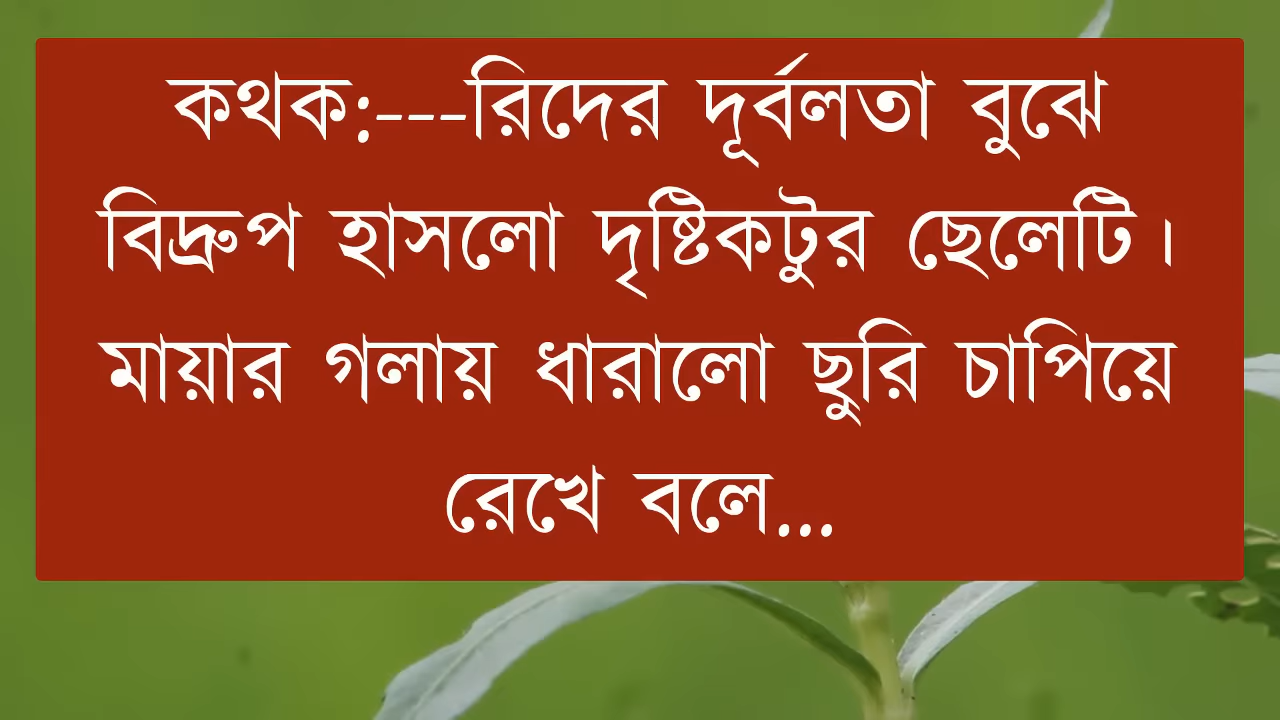 কথক:---রিদের দূর্বলতা বুঝে
বিদ্রুপ হাসলো দৃষ্টিকটুর ছেলেটি।
মায়ার গলায় ধারালো ছুরি চাপিয়ে
রেখে বলে...